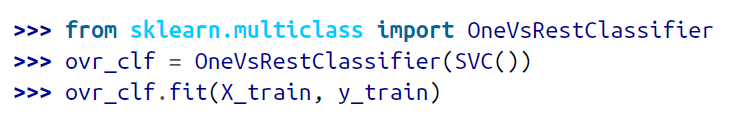 >>> from sklearn.multiclass import OneVsRestClassifier
>>> ovr_clf = OneVsRestClassifier(SVC())
>>> ovr_clf.fit(X_train, y_train)